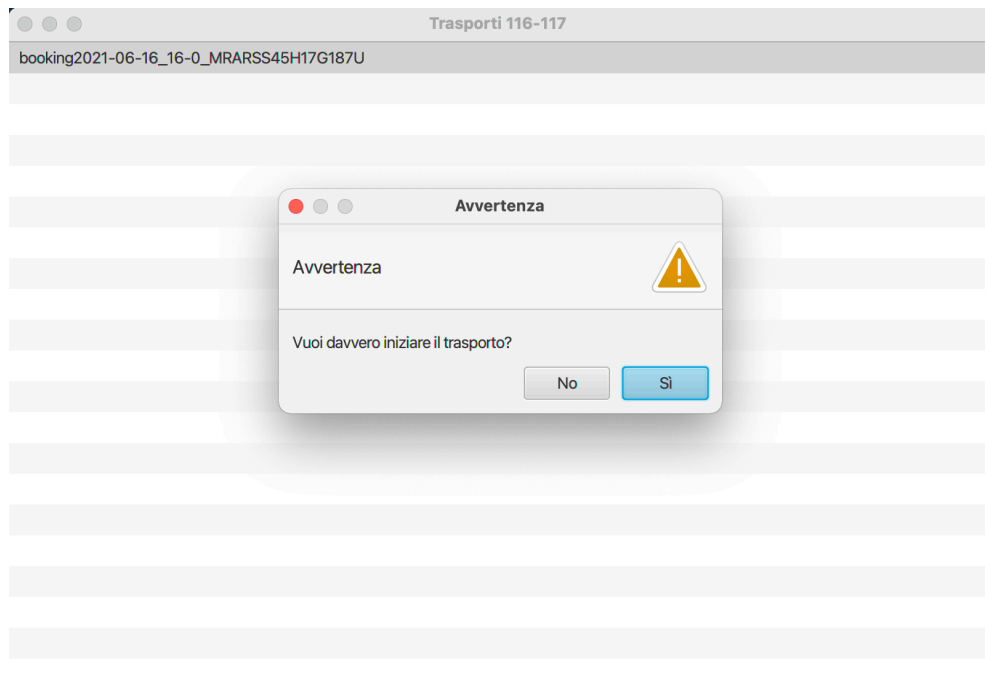 Trasporti 116-117
booking2021-06-16_16-0_MRARSS45H17G187U
Avvertenza
Avvertenza
Vuoi davvero iniziare il trasporto?
No
Sì